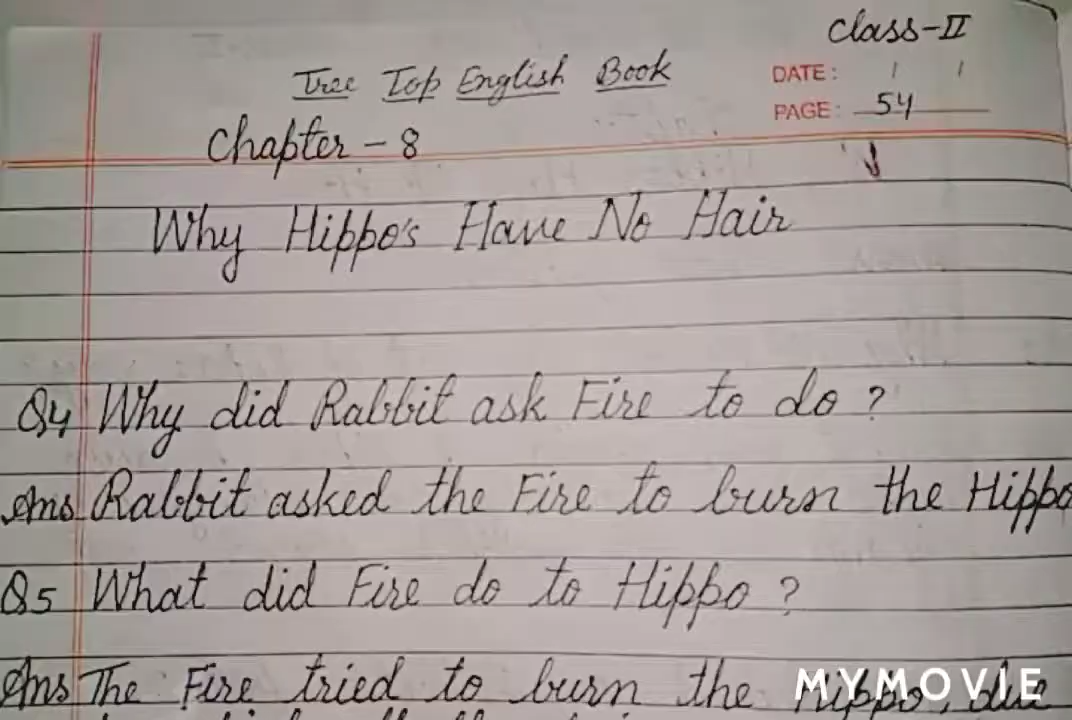 Class-II
Tree Top English Book
DATE: / /
PAGE: 54
Chapter - 8
Why Hippo's Have No Hair
Q4 Why did Rabbit ask Fire to do ?
Ans Rabbit asked the Fire to burn the Hippo
Q5 What did Fire do to Hippo ?
Ans The Fire tried to burn the Hippo, due
MYMOVIE